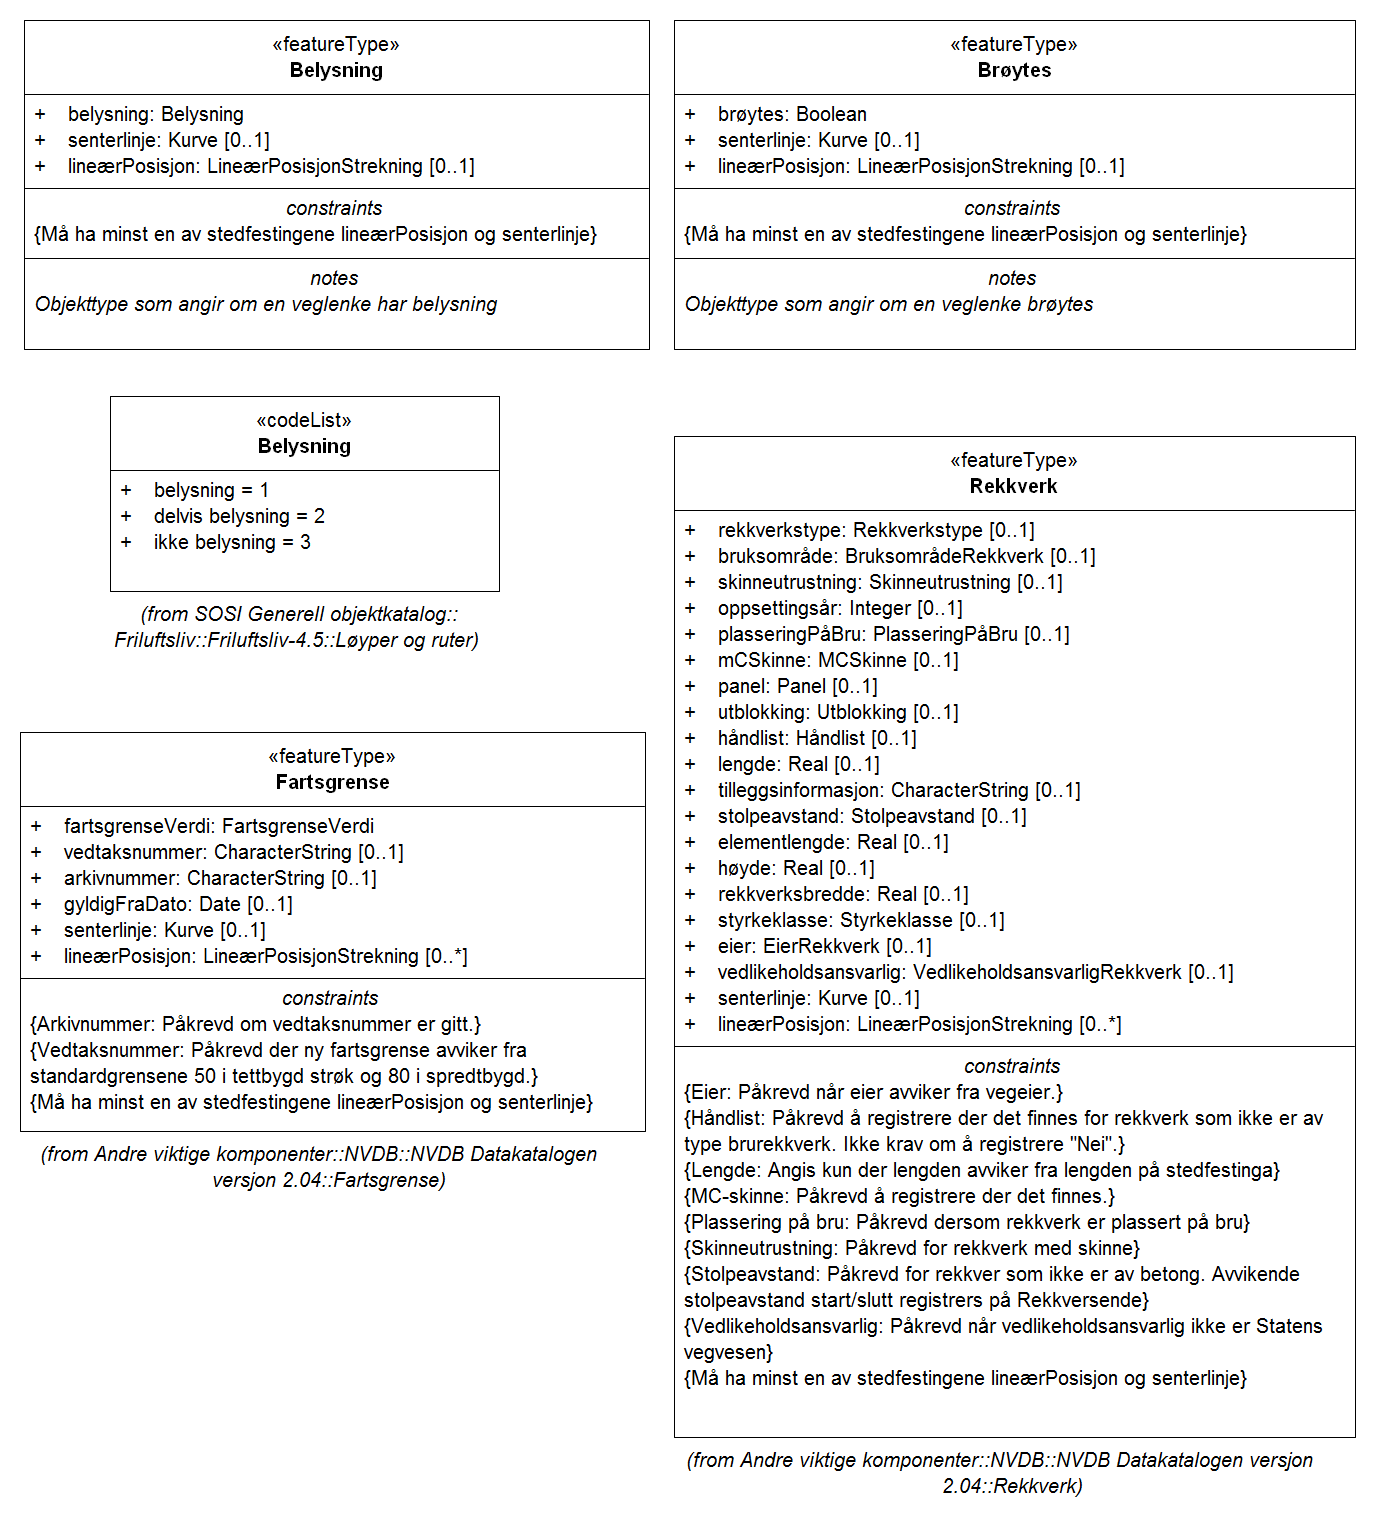 «featureType»
Belysning
+ belysning: Belysning
+ senterlinje: Kurve [0..1]
+ lineærPosisjon: LineærPosisjonStrekning [0..1]
constraints
{Må ha minst en av stedfestingene lineærPosisjon og senterlinje}
notes
Objekttype som angir om en veglenke har belysning
«featureType»
Brøytes
+ brøytes: Boolean
+ senterlinje: Kurve [0..1]
+ lineærPosisjon: LineærPosisjonStrekning [0..1]
constraints
{Må ha minst en av stedfestingene lineærPosisjon og senterlinje}
notes
Objekttype som angir om en veglenke brøytes
«codeList»
Belysning
+ belysning = 1
+ delvis belysning = 2
+ ikke belysning = 3
(from SOSI Generell objektkatalog::
Friluftsliv::Friluftsliv-4.5::Løyper og ruter)
«featureType»
Fartsgrense
+ fartsgrenseVerdi: FartsgrenseVerdi
+ vedtaksnummer: CharacterString [0..1]
+ arkivnummer: CharacterString [0..1]
+ gyldigFraDato: Date [0..1]
+ senterlinje: Kurve [0..1]
+ lineærPosisjon: LineærPosisjonStrekning [0..*]
constraints
{Arkivnummer: Påkrevd om vedtaksnummer er gitt.}
{Vedtaksnummer: Påkrevd der ny fartsgrense avviker fra
standardgrensene 50 i tettbygd strøk og 80 i spredtbygd.}
{Må ha minst en av stedfestingene lineærPosisjon og senterlinje}
(from Andre viktige komponenter::NVDB::NVDB Datakatalogen
versjon 2.04::Fartsgrense)
«featureType»
Rekkverk
+ rekkverkstype: Rekkverkstype [0..1]
+ bruksområde: BruksområdeRekkverk [0..1]
+ skinneutrustning: Skinneutrustning [0..1]
+ oppsettingsår: Integer [0..1]
+ plasseringPåBru: PlasseringPåBru [0..1]
+ mCSkinne: MCSkinne [0..1]
+ panel: Panel [0..1]
+ utblokking: Utblokking [0..1]
+ håndlist: Håndlist [0..1]
+ lengde: Real [0..1]
+ tilleggsinformasjon: CharacterString [0..1]
+ stolpeavstand: Stolpeavstand [0..1]
+ elementlengde: Real [0..1]
+ høyde: Real [0..1]
+ rekkverksbredde: Real [0..1]
+ styrkeklasse: Styrkeklasse [0..1]
+ eier: EierRekkverk [0..1]
+ vedlikeholdsansvarlig: VedlikeholdsansvarligRekkverk [0..1]
+ senterlinje: Kurve [0..1]
+ lineærPosisjon: LineærPosisjonStrekning [0..*]
constraints
{Eier: Påkrevd når eier avviker fra vegeier.}
{Håndlist: Påkrevd å registrere der det finnes for rekkverk som ikke er av
type brurekkverk. Ikke krav om å registrere "Nei".}
{Lengde: Angis kun der lengden avviker fra lengden på stedfestinga}
{MC-skinne: Påkrevd å registrere der det finnes.}
{Plassering på bru: Påkrevd dersom rekkverk er plassert på bru}
{Skinneutrustning: Påkrevd for rekkverk med skinne}
{Stolpeavstand: Påkrevd for rekkver som ikke er av betong. Avvikende
stolpeavstand start/slutt registrers på Rekkversende}
{Vedlikeholdsansvarlig: Påkrevd når vedlikeholdsansvarlig ikke er Statens
vegvesen}
{Må ha minst en av stedfestingene lineærPosisjon og senterlinje}
(from Andre viktige komponenter::NVDB::NVDB Datakatalogen versjon
2.04::Rekkverk)